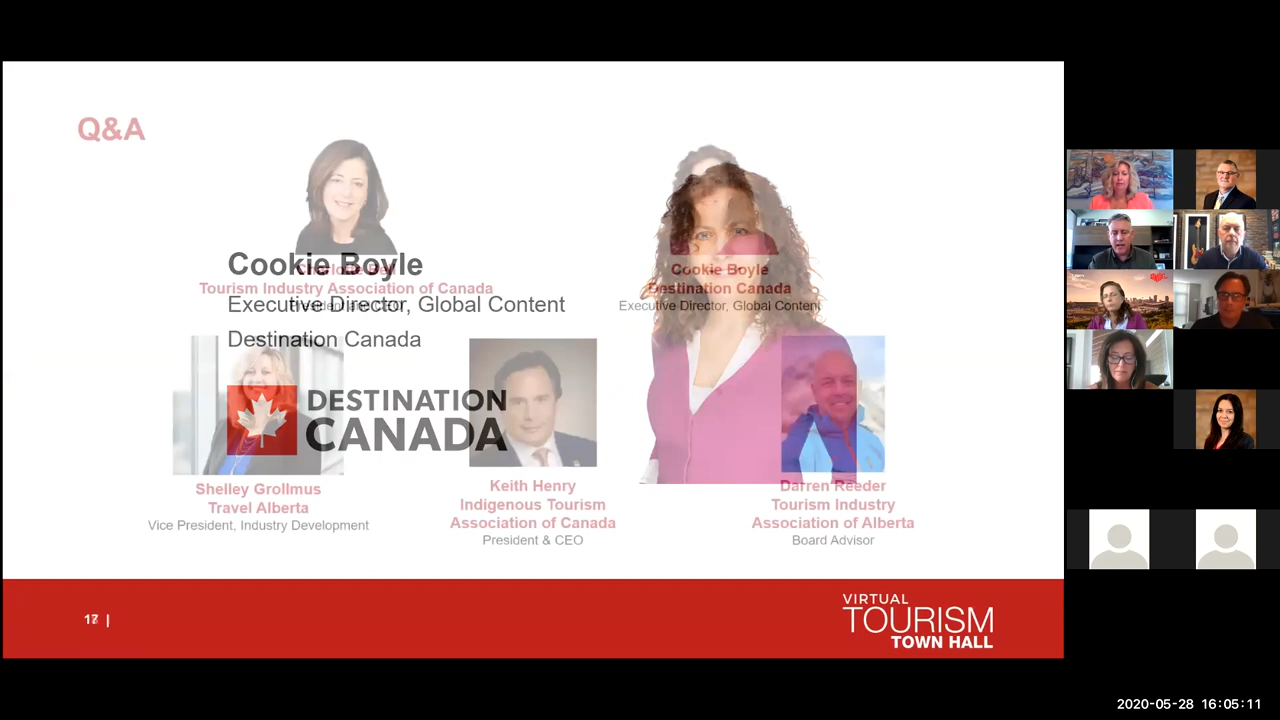 Q&A
Cookie Boyle
Executive Director, Global Content
Destination Canada
DESTINATION
CANADA
Tourism Industry Association of Canada
Cookie Boyle
Destination Canada
Executive Director, Global Content
Shelley Grollmus
Travel Alberta
Vice President, Industry Development
Keith Henry
Indigenous Tourism
Association of Canada
President & CEO
Darren Reeder
Tourism Industry
Association of Alberta
Board Advisor
|
VIRTUAL
TOURISM
TOWN HALL
2020-05-28 16:05:11